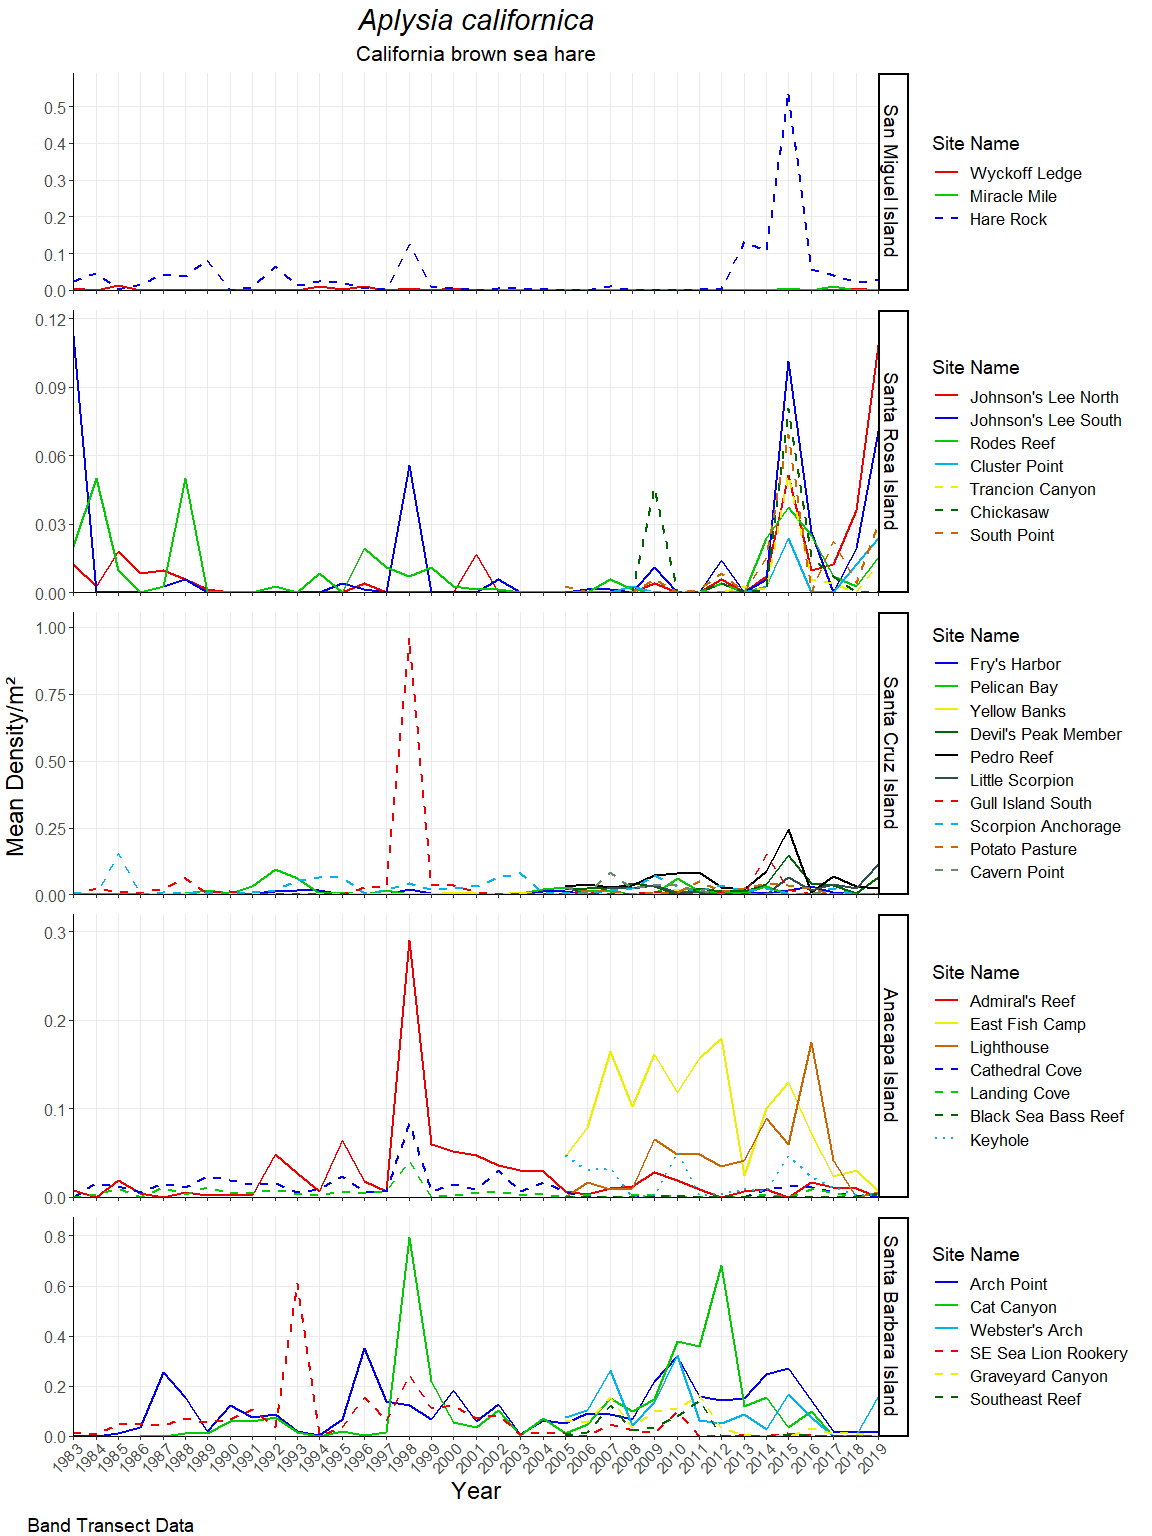 Aplysia californica
California brown sea hare
Mean Density/m²
0.5
0.4
0.3
0.2
0.1
0.0
San Miguel Island
Site Name
Wyckoff Ledge
Miracle Mile
Hare Rock
0.12
0.09
0.06
0.03
0.00
Santa Rosa Island
Site Name
Johnson's Lee North
Johnson's Lee South
Rodes Reef
Cluster Point
Trancion Canyon
Chickasaw
South Point
1.00
0.75
0.50
0.25
0.00
Santa Cruz Island
Site Name
Fry's Harbor
Pelican Bay
Yellow Banks
Devil's Peak Member
Pedro Reef
Little Scorpion
Gull Island South
Scorpion Anchorage
Potato Pasture
Cavern Point
0.3
0.2
0.1
0.0
Anacapa Island
Site Name
Admiral's Reef
East Fish Camp
Lighthouse
Cathedral Cove
Landing Cove
Black Sea Bass Reef
Keyhole
0.8
0.6
0.4
0.2
0.0
Santa Barbara Island
Site Name
Arch Point
Cat Canyon
Webster's Arch
SE Sea Lion Rookery
Graveyard Canyon
Southeast Reef
1983 1984 1985 1986 1987 1988 1989 1990 1991 1992 1993 1994 1995 1996 1997 1998 1999 2000 2001 2002 2003 2004 2005 2006 2007 2008 2009 2010 2011 2012 2013 2014 2015 2016 2017 2018 2019
Year
Band Transect Data